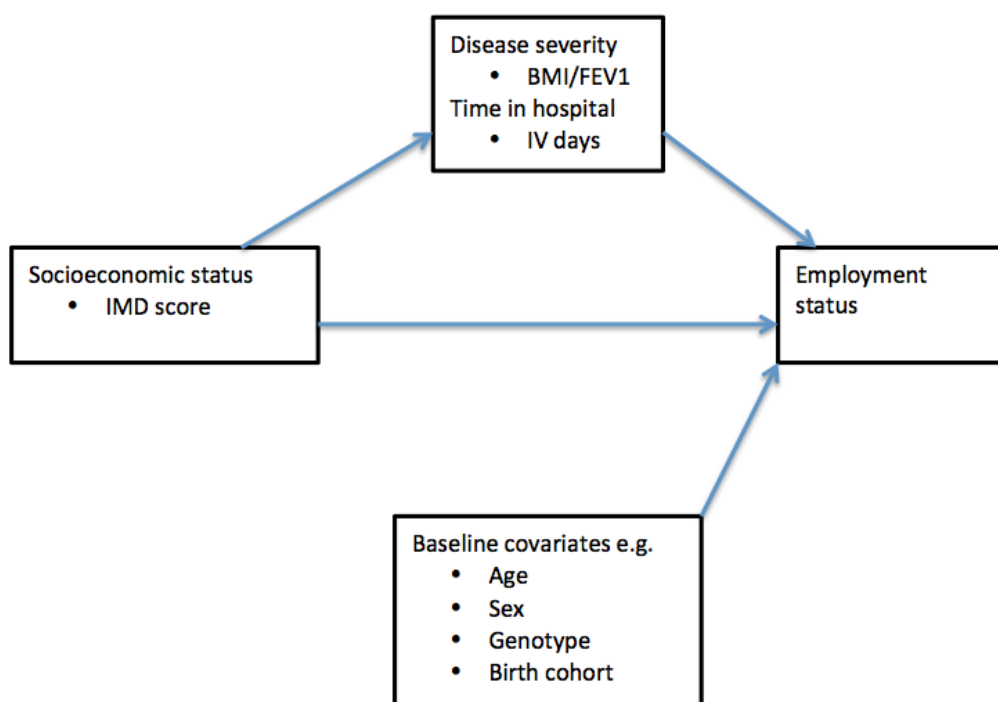 Disease severity
• BMI/FEV1
Time in hospital
• IV days
Socioeconomic status
• IMD score
Employment
status
Baseline covariates e.g.
• Age
• Sex
• Genotype
• Birth cohort